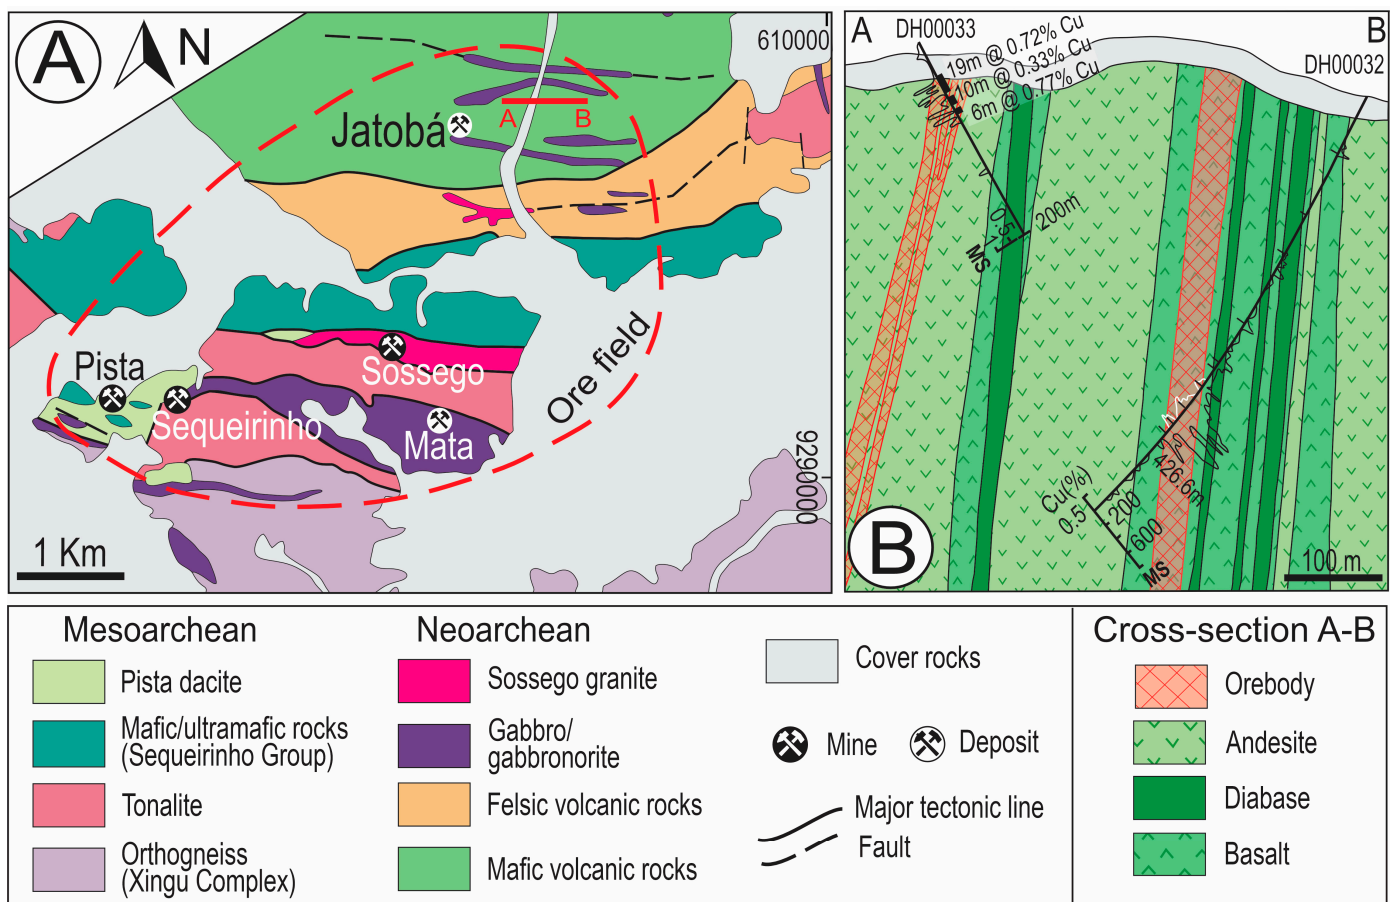 A
N
610000
Jatobá
A
B
Pista
Sossego
Sequeirinho
Mata
Ore field
9290000
1 Km
A
DH00033
19m @ 0.72% Cu
10m @ 0.33% Cu
6m @ 0.77% Cu
B
DH00032
0.5
200m
MS
426.6m
Cu(%)
0.5
200
600
MS
B
100 m
Mesoarchean
Pista dacite
Mafic/ultramafic rocks
(Sequeirinho Group)
Tonalite
Orthogneiss
(Xingu Complex)
Neoarchean
Sossego granite
Gabbro/
gabbronorite
Felsic volcanic rocks
Mafic volcanic rocks
Cover rocks
Mine
Deposit
Major tectonic line
Fault
Cross-section A-B
Orebody
Andesite
Diabase
Basalt